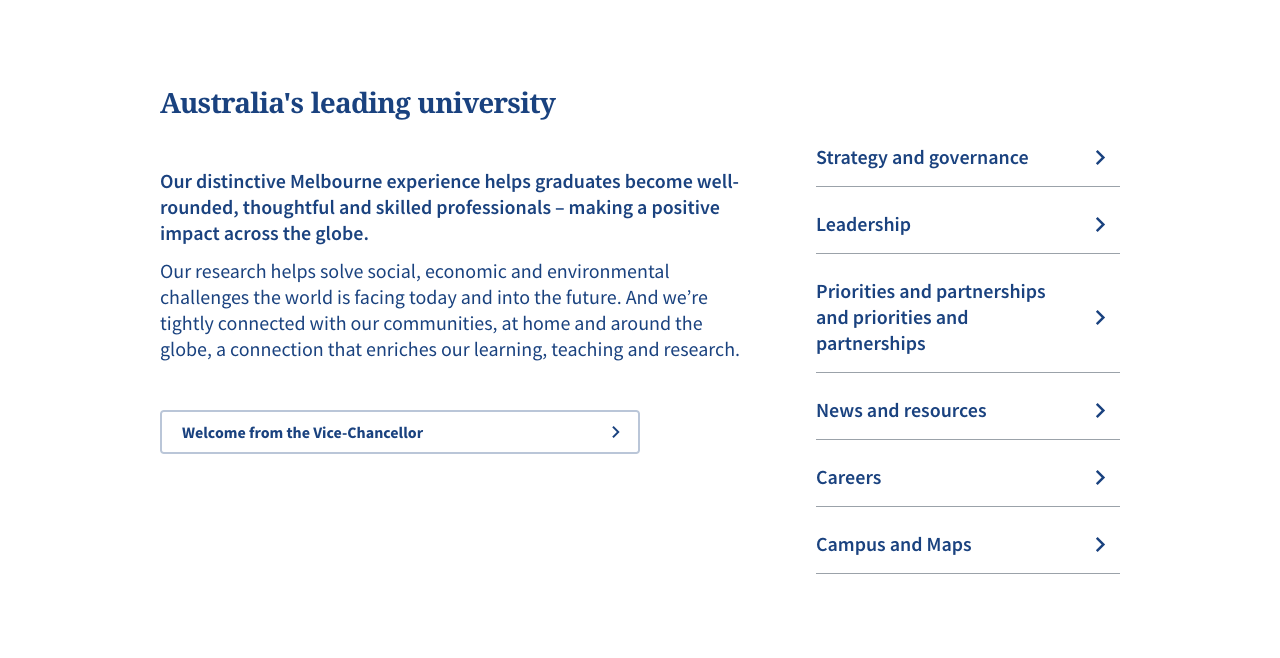 Australia's leading university
Our distinctive Melbourne experience helps graduates become well-
rounded, thoughtful and skilled professionals – making a positive
impact across the globe.
Our research helps solve social, economic and environmental
challenges the world is facing today and into the future. And we’re
tightly connected with our communities, at home and around the
globe, a connection that enriches our learning, teaching and research.
Welcome from the Vice-Chancellor
Strategy and governance
Leadership
Priorities and partnerships
and priorities and
partnerships
News and resources
Careers
Campus and Maps